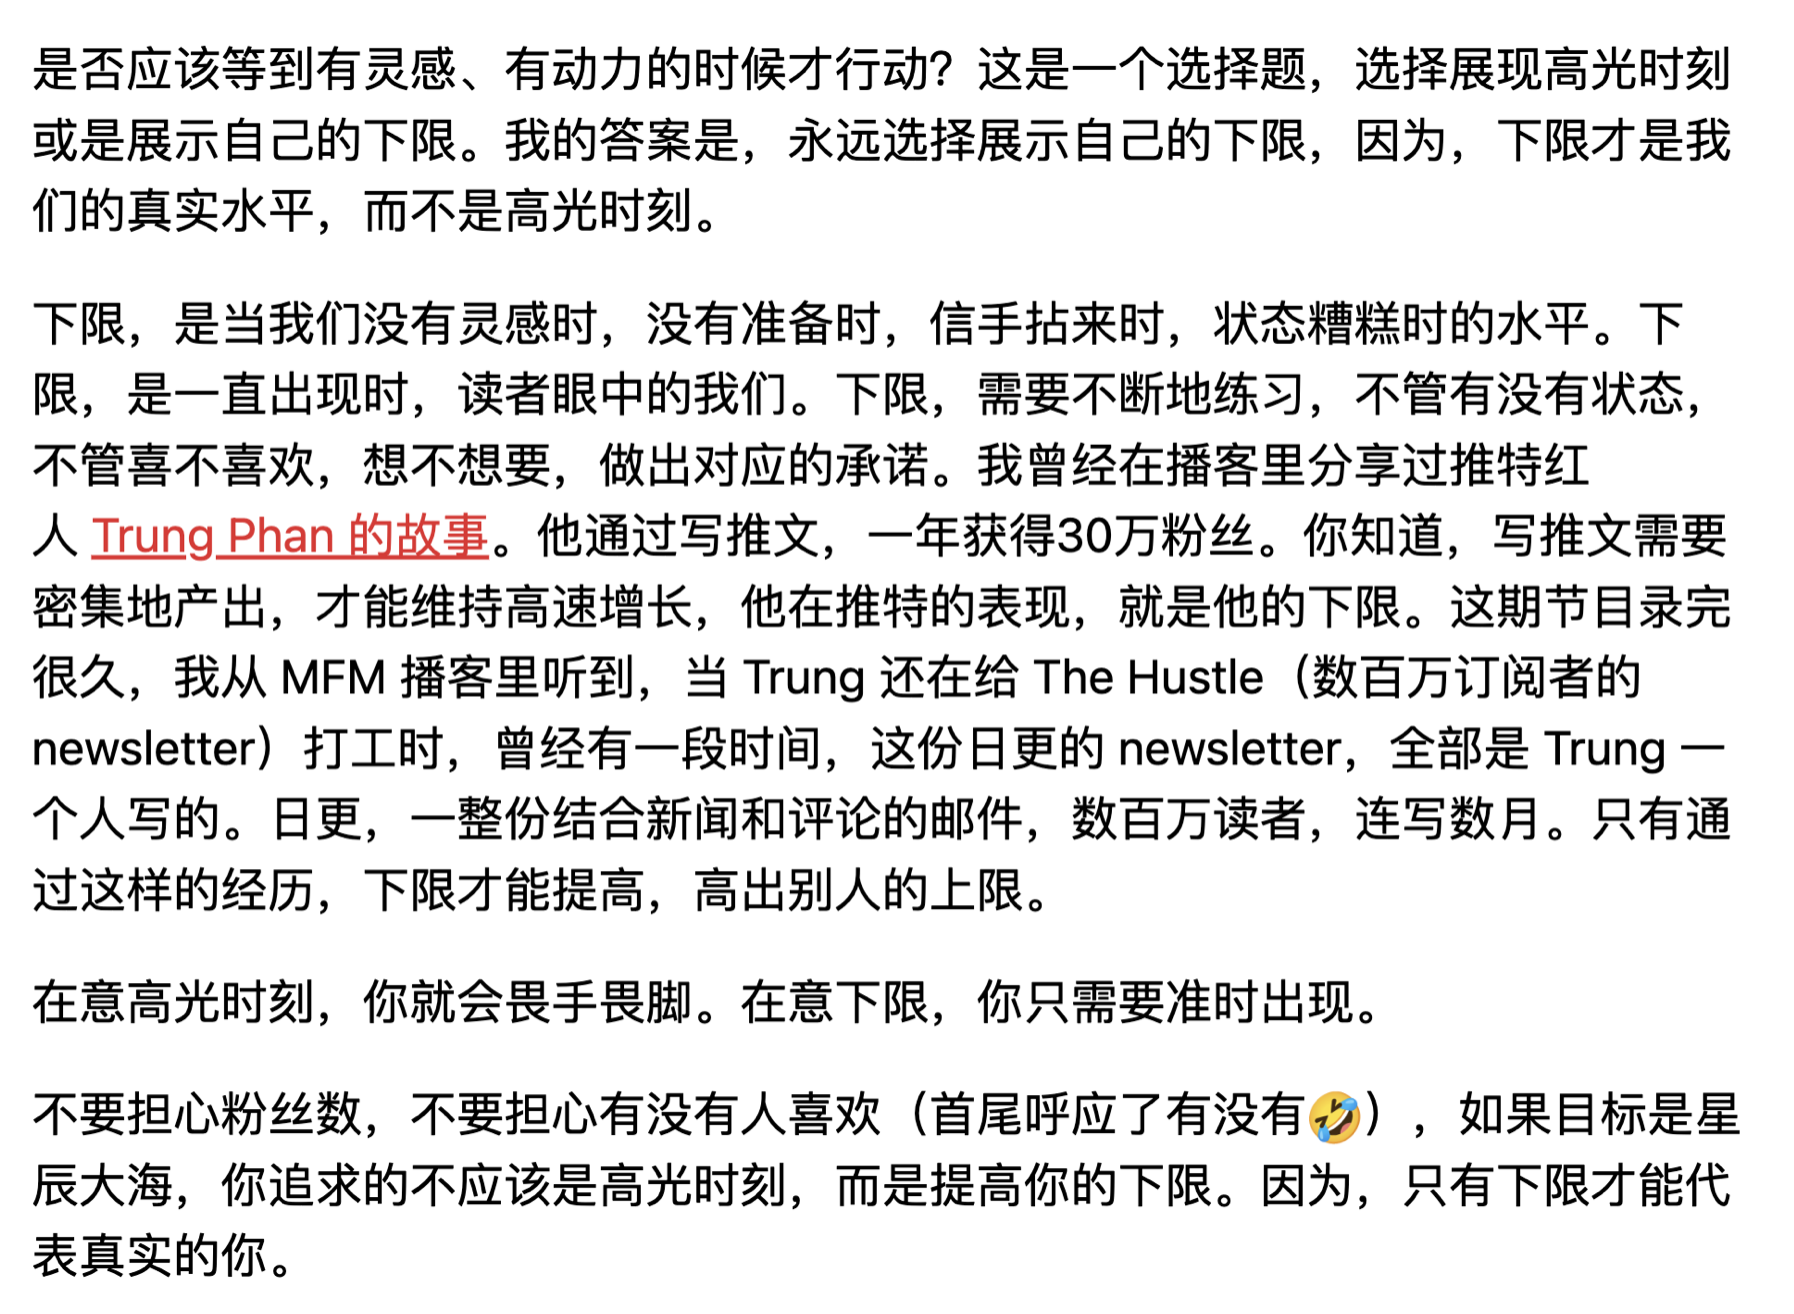 是否应该等到有灵感、有动力的时候才行动？这是一个选择题，选择展现高光时刻
或是展示自己的下限。我的答案是，永远选择展示自己的下限，因为，下限才是我
们的真实水平，而不是高光时刻。
下限，是当我们没有灵感时，没有准备时，信手拈来时，状态糟糕时的水平。下
限，是一直出现时，读者眼中的我们。下限，需要不断地练习，不管有没有状态，
不管喜不喜欢，想不想要，做出对应的承诺。我曾经在播客里分享过推特红
人 Trung Phan 的故事。他通过写推文，一年获得30万粉丝。你知道，写推文需要
密集地产出，才能维持高速增长，他在推特的表现，就是他的下限。这期节目录完
很久，我从 MFM 播客里听到，当 Trung 还在给 The Hustle（数百万订阅者的
newsletter）打工时，曾经有一段时间，这份日更的 newsletter，全部是 Trung 一
个人写的。日更，一整份结合新闻和评论的邮件，数百万读者，连写数月。只有通
过这样的经历，下限才能提高，高出别人的上限。
在意高光时刻，你就会畏手畏脚。在意下限，你只需要准时出现。
不要担心粉丝数，不要担心有没有人喜欢（首尾呼应了有没有🤣），如果目标是星
辰大海，你追求的不应该是高光时刻，而是提高你的下限。因为，只有下限才能代
表真实的你。